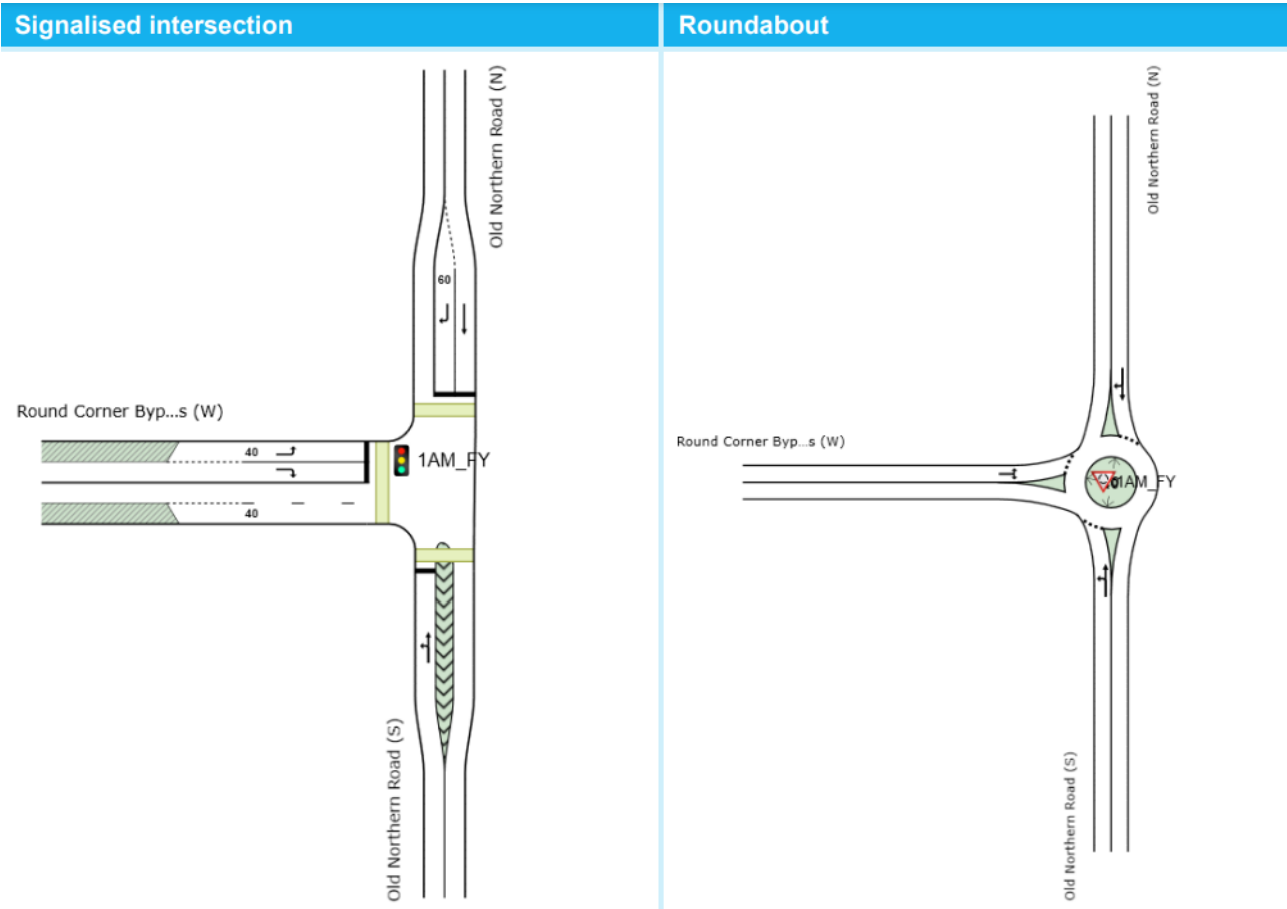 Signalised intersection
Old Northern Road (N)
60
Round Corner Byp...s (W)
40
1AM_FY
40
Old Northern Road (S)
Roundabout
Old Northern Road (N)
Round Corner Byp...s (W)
1AM_FY
Old Northern Road (S)